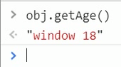 > obj.getAge()
< "window 18"
>